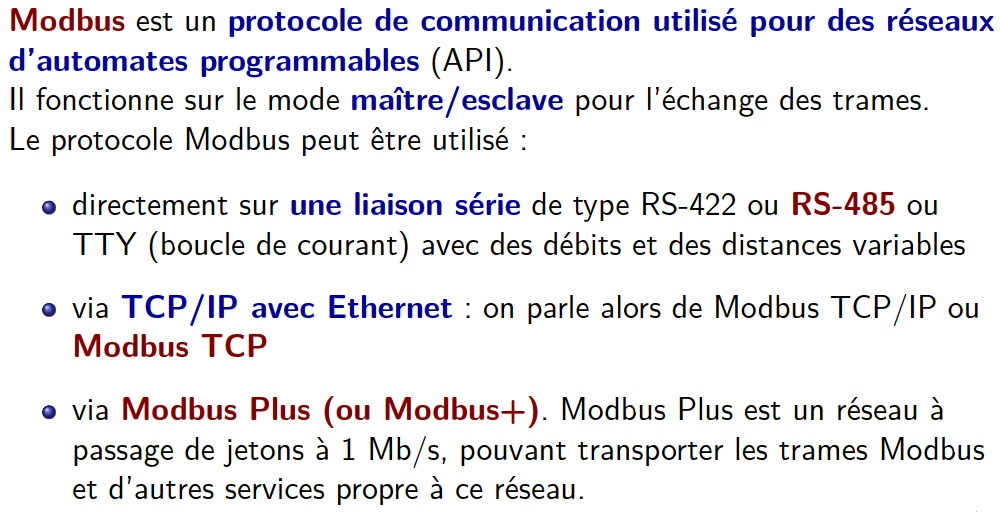 Modbus est un protocole de communication utilisé pour des réseaux
d'automates programmables (API).
Il fonctionne sur le mode maître/esclave pour l'échange des trames.
Le protocole Modbus peut être utilisé :
directement sur une liaison série de type RS-422 ou RS-485 ou
TTY (boucle de courant) avec des débits et des distances variables
via TCP/IP avec Ethernet : on parle alors de Modbus TCP/IP ou
Modbus TCP
via Modbus Plus (ou Modbus+). Modbus Plus est un réseau à
passage de jetons à 1 Mb/s, pouvant transporter les trames Modbus
et d'autres services propre à ce réseau.